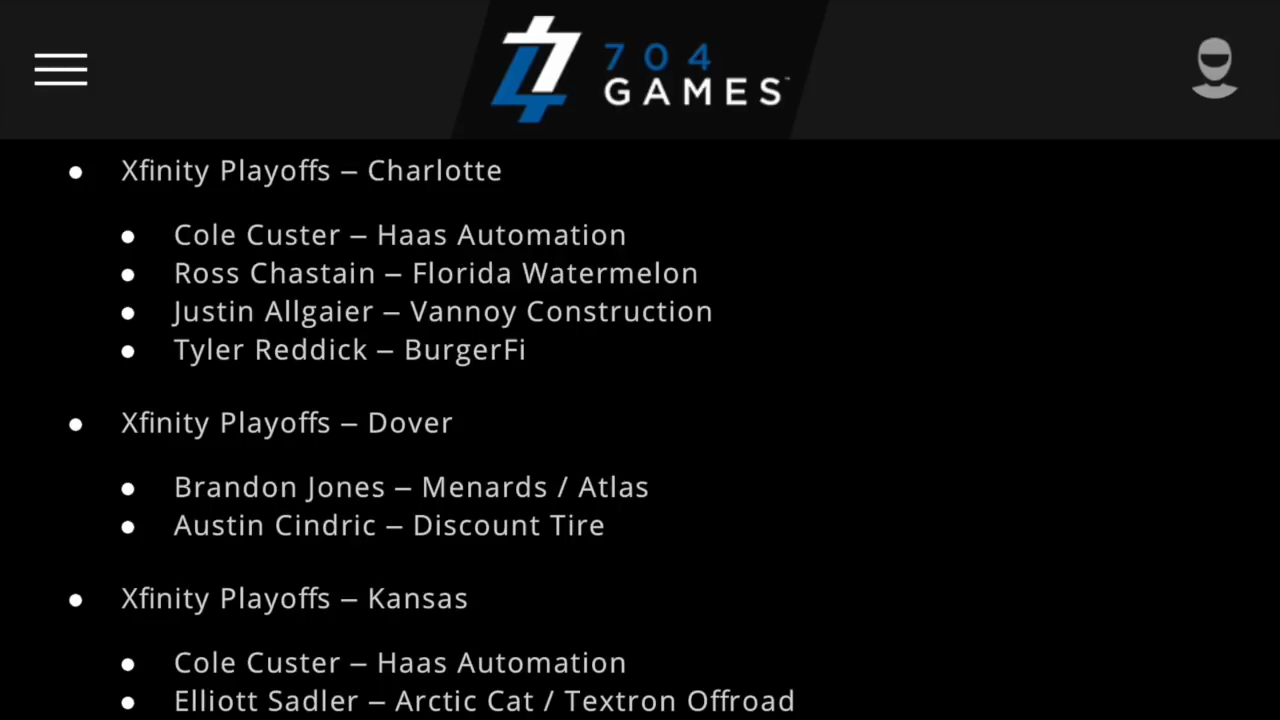 704
GAMES™
Xfinity Playoffs – Charlotte
Cole Custer – Haas Automation
Ross Chastain – Florida Watermelon
Justin Allgaier – Vannoy Construction
Tyler Reddick – BurgerFi
Xfinity Playoffs – Dover
Brandon Jones – Menards / Atlas
Austin Cindric – Discount Tire
Xfinity Playoffs – Kansas
Cole Custer – Haas Automation
Elliott Sadler – Arctic Cat / Textron Offroad